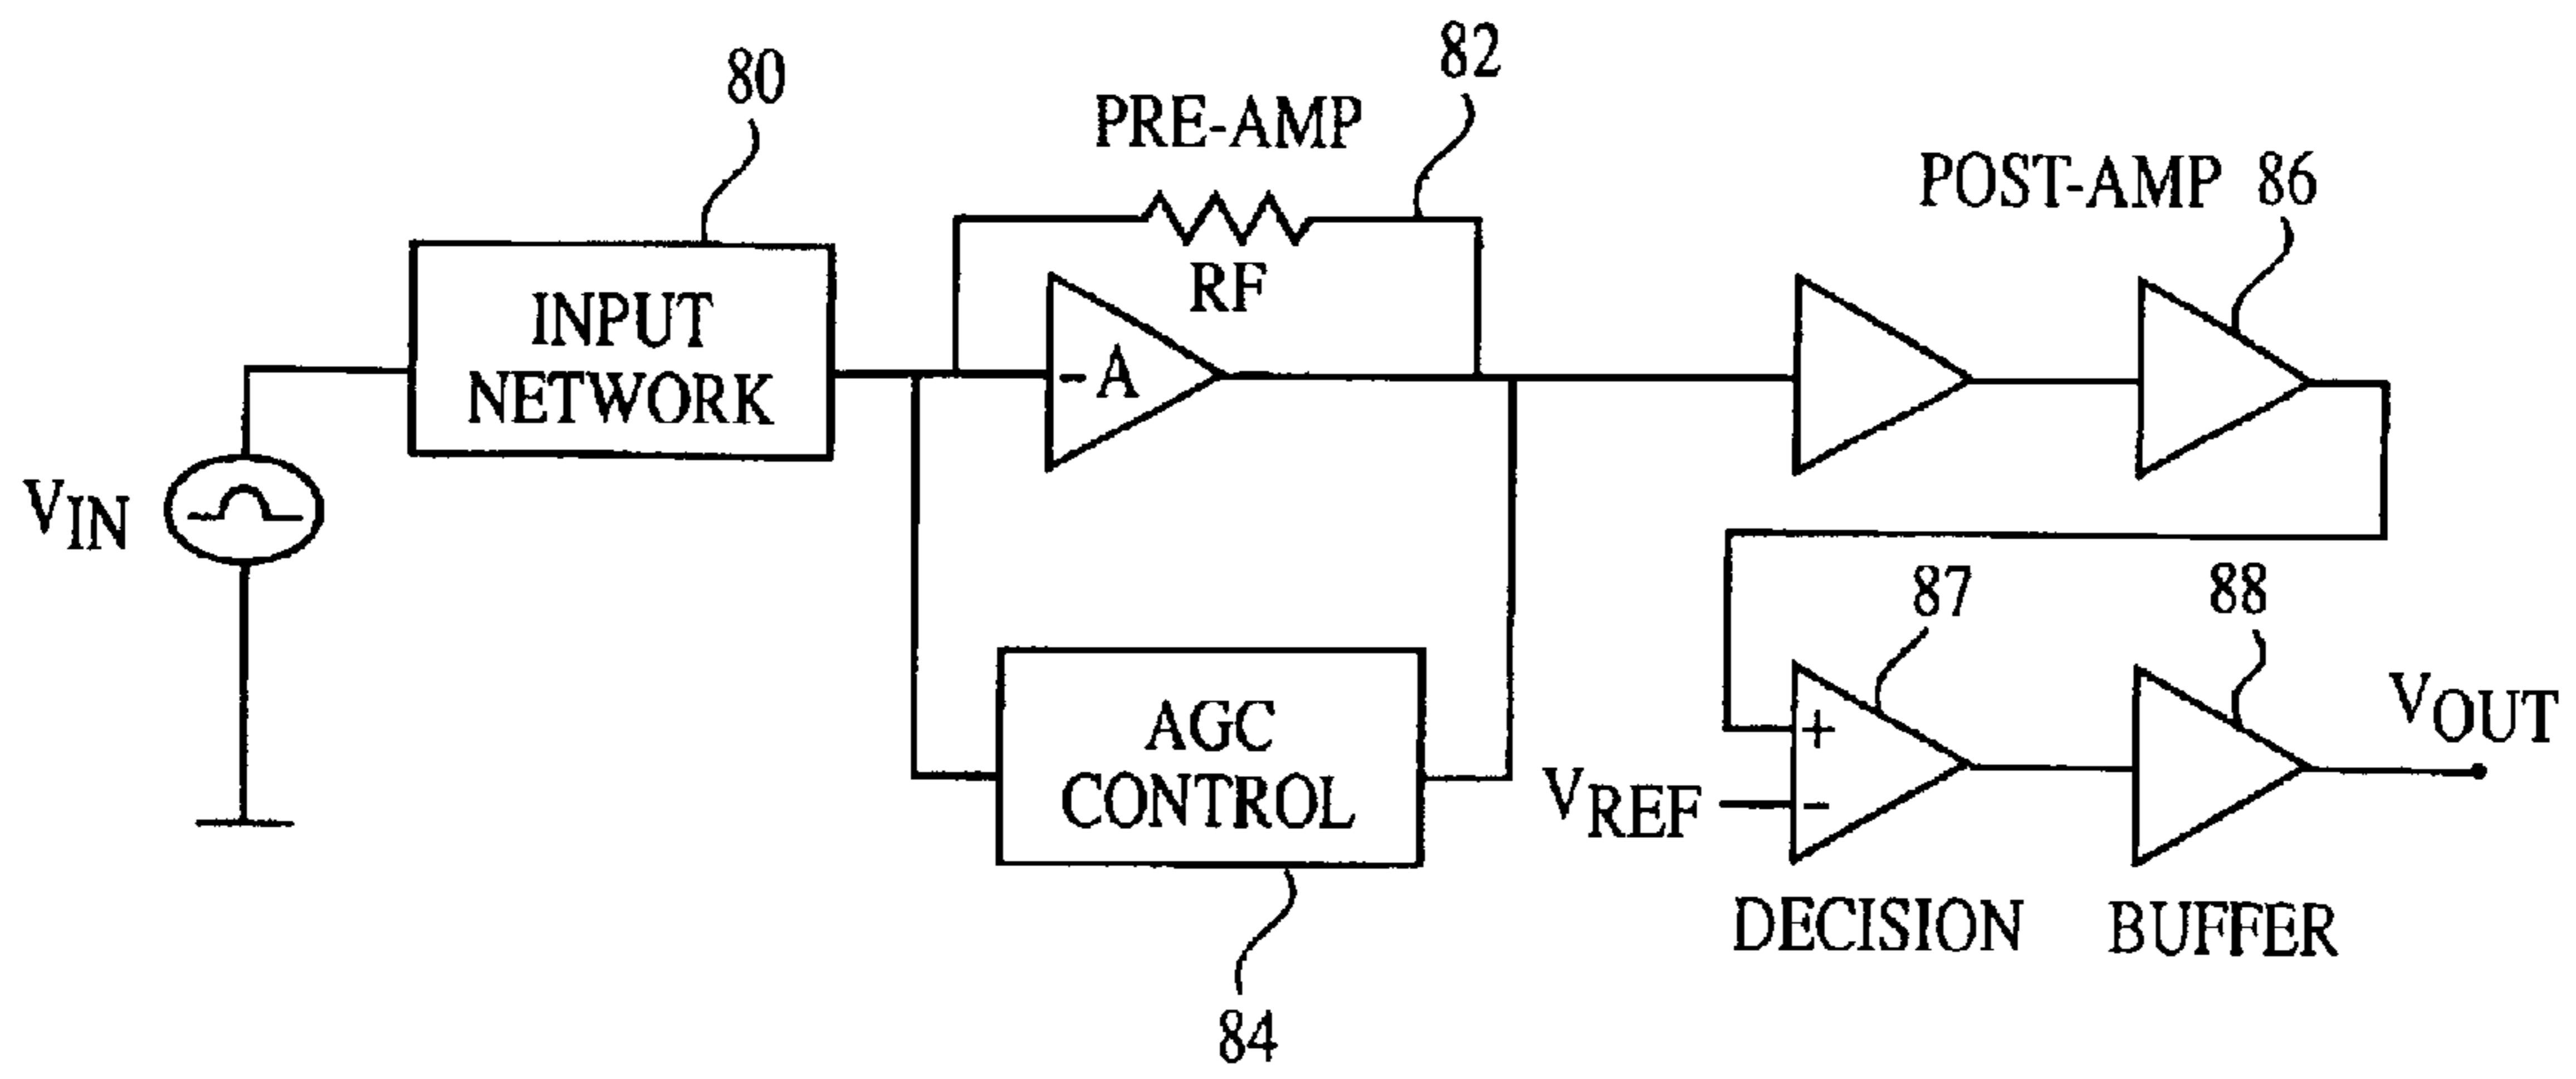 80
PRE-AMP
82
RF
POST-AMP 86
INPUT
NETWORK
- A
VIN
AGC
CONTROL
84
87
88
+
-
VREF
VOUT
DECISION
BUFFER